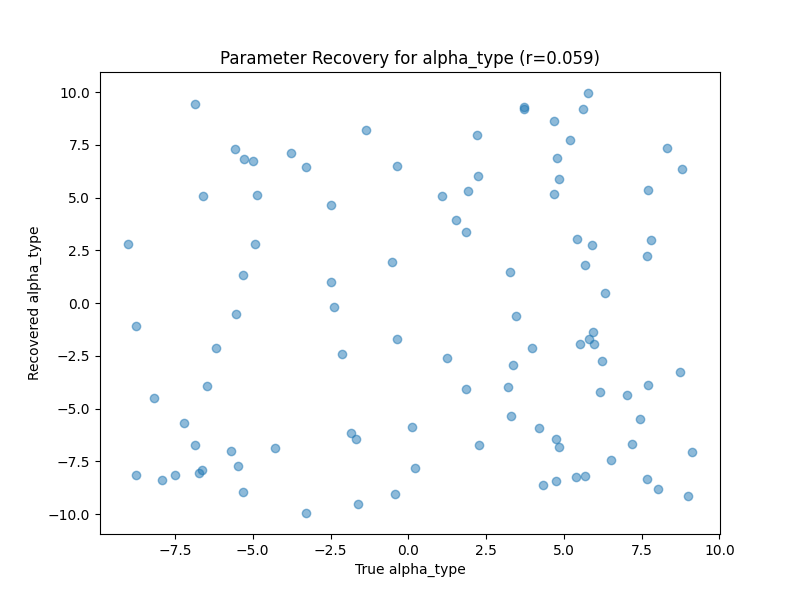 Parameter Recovery for alpha_type (r=0.059)
10.0
7.5
5.0
2.5
0.0
−2.5
−5.0
−7.5
−10.0
Recovered alpha_type
−7.5 −5.0 −2.5 0.0 2.5 5.0 7.5 10.0
True alpha_type